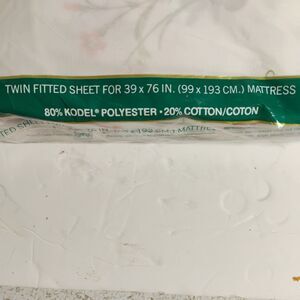 TWIN FITTED SHEET FOR 39 x 76 IN. (99 x 193 CM.) MATTRESS
80% KODEL® POLYESTER • 20% COTTON/COTON